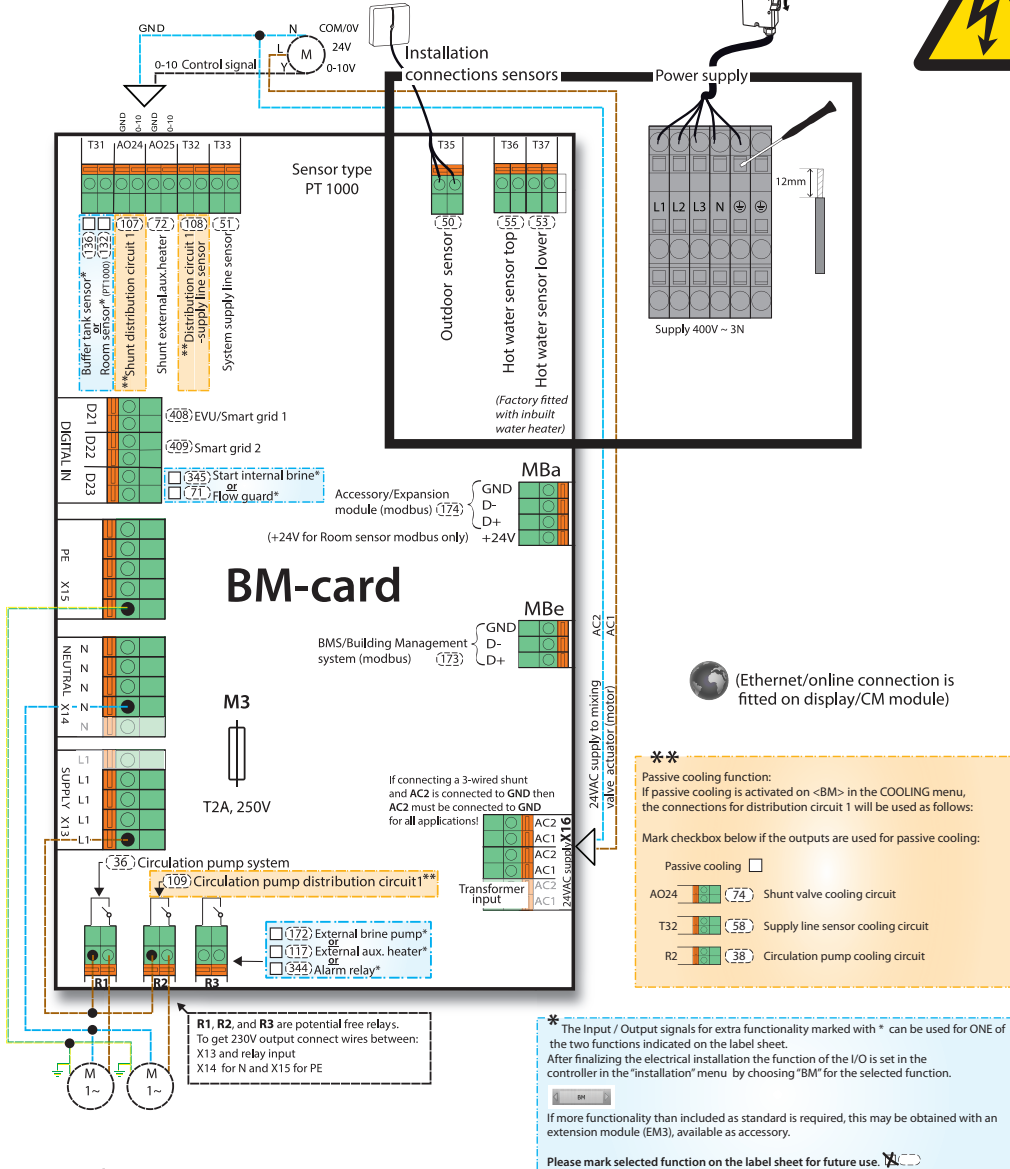 GND
N
COM/0V
L
M
24V
Y
0-10V
0-10 Control signal
Installation
connections sensors
Power supply
GND
0-10
GND
0-10
T31
AO24
AO25
T32
T33
Sensor type
PT 1000
T35
T36
T37
12mm
L1
L2
L3
N
Supply 400V ~ 3N
136
132
107
72
108
51
50
55
53
Buffer tank sensor*
or
Room sensor* (PT1000)
**Shunt distribution circuit 1
Shunt external.aux.heater
**Distribution circuit 1
-supply line sensor
System supply line sensor
Outdoor sensor
Hot water sensor top
Hot water sensor lower
(Factory fitted
with inbuilt
water heater)
DIGITAL IN
D21
D22
D23
408 EVU/Smart grid 1
409 Smart grid 2
345 Start internal brine*
or
71 Flow guard*
MBa
Accessory/Expansion
module (modbus) 174
GND
D-
D+
(+24V for Room sensor modbus only) +24V
PE X15
BM-card
MBe
BMS/Building Management
system (modbus) 173
GND
D-
D+
AC2
AC1
24VAC supply to mixing
valve actuator (motor)
(Ethernet/online connection is
fitted on display/CM module)
NEUTRAL X14
N
N
N
N
N
M3
T2A, 250V
SUPPLY X13
L1
L1
L1
L1
L1
If connecting a 3-wired shunt
and AC2 is connected to GND then
AC2 must be connected to GND
for all applications!
AC2
AC1
AC2
AC1
AC2
AC1
24VAC supply X16
Transformer
input
36 Circulation pump system
109 Circulation pump distribution circuit1**
172 External brine pump*
or
117 External aux. heater*
or
344 Alarm relay*
R1
R2
R3
R1, R2, and R3 are potential free relays.
To get 230V output connect wires between:
X13 and relay input
X14 for N and X15 for PE
M
1~
M
1~
**
Passive cooling function:
If passive cooling is activated on <BM> in the COOLING menu,
the connections for distribution circuit 1 will be used as follows:
Mark checkbox below if the outputs are used for passive cooling:
Passive cooling
AO24 74 Shunt valve cooling circuit
T32 58 Supply line sensor cooling circuit
R2 38 Circulation pump cooling circuit
* The Input / Output signals for extra functionality marked with * can be used for ONE of
the two functions indicated on the label sheet.
After finalizing the electrical installation the function of the I/O is set in the
controller in the "installation" menu by choosing "BM" for the selected function.
BM
If more functionality than included as standard is required, this may be obtained with an
extension module (EM3), available as accessory.
Please mark selected function on the label sheet for future use.